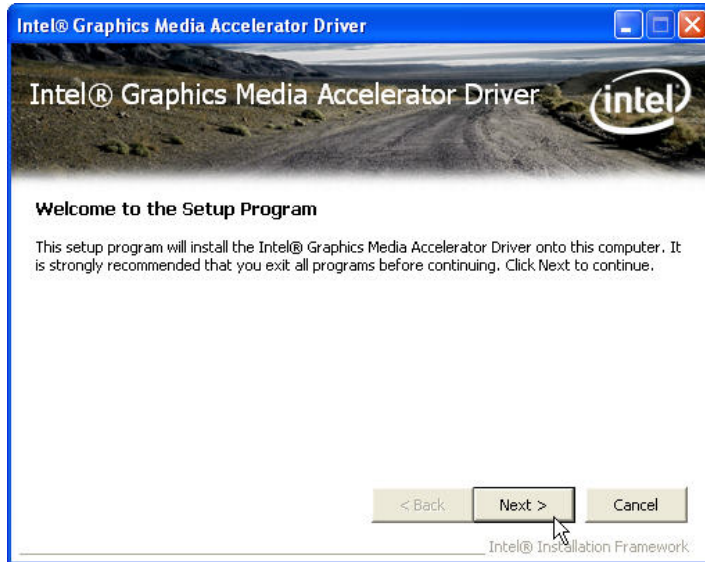 Intel® Graphics Media Accelerator Driver
Intel® Graphics Media Accelerator Driver
intel
Welcome to the Setup Program
This setup program will install the Intel® Graphics Media Accelerator Driver onto this computer. It
is strongly recommended that you exit all programs before continuing. Click Next to continue.
< Back Next > Cancel
Intel® Installation Framework